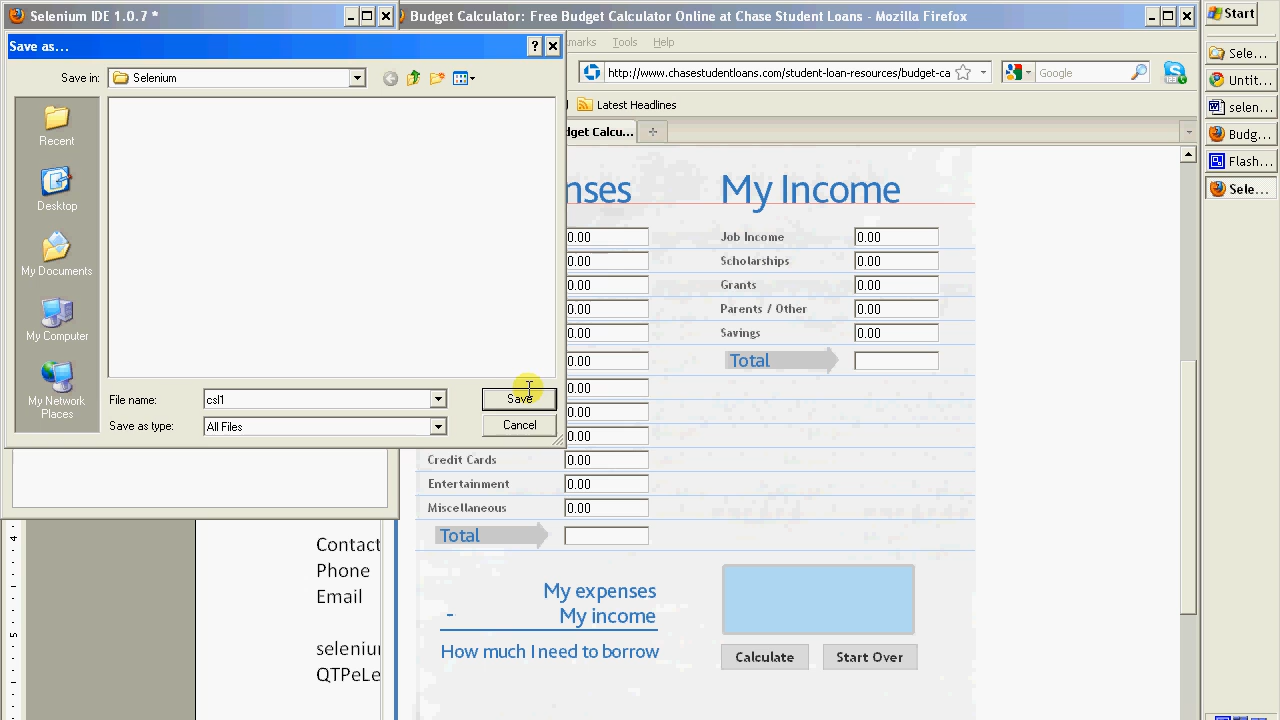 Selenium IDE 1.0.7 *
Budget Calculator: Free Budget Calculator Online at Chase Student Loans - Mozilla Firefox
Start
Save as...
Tools
Help
Save in:
Selenium
http://www.chasestudentloans.com/student-loan-resources/budget-ca
Google
Sele...
Untit...
selen...
Budg...
Flash...
Sele...
Latest Headlines
dget Calcu...
Recent
Desktop
My Documents
My Computer
My Network
Places
File name:
csl1
Save
Save as type:
All Files
Cancel
nses
My Income
0.00
Job Income
0.00
0.00
Scholarships
0.00
0.00
Grants
0.00
0.00
Parents / Other
0.00
0.00
Savings
0.00
0.00
Total
0.00
0.00
0.00
Credit Cards
0.00
Entertainment
0.00
Miscellaneous
0.00
Total
Contact
Phone
Email
seleniu
QTPeLe
My expenses
- My income
How much I need to borrow
Calculate
Start Over
4
5